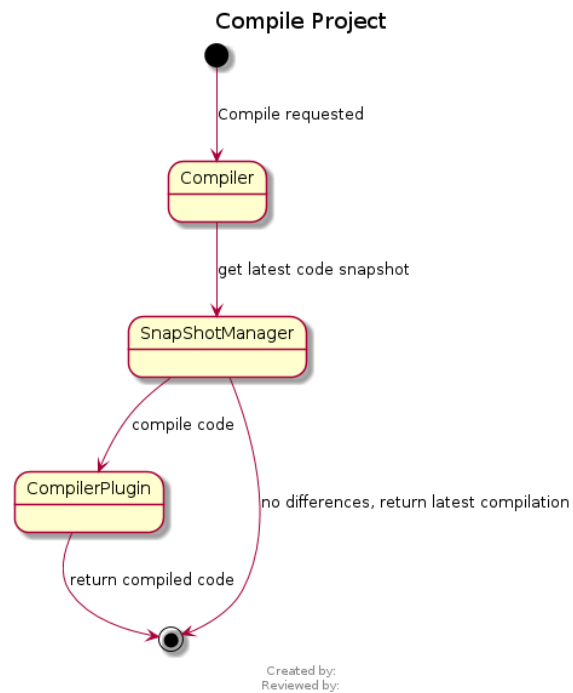 Compile Project
Compile requested
Compiler
get latest code snapshot
SnapShotManager
compile code
CompilerPlugin
no differences, return latest compilation
return compiled code
Created by:
Reviewed by: